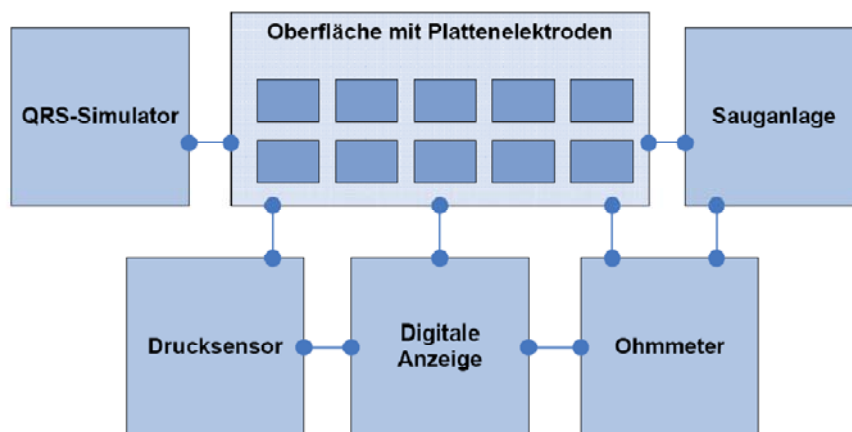 Oberfläche mit Plattenelektroden
QRS-Simulator
Sauganlage
Drucksensor
Digitale
Anzeige
Ohmmeter